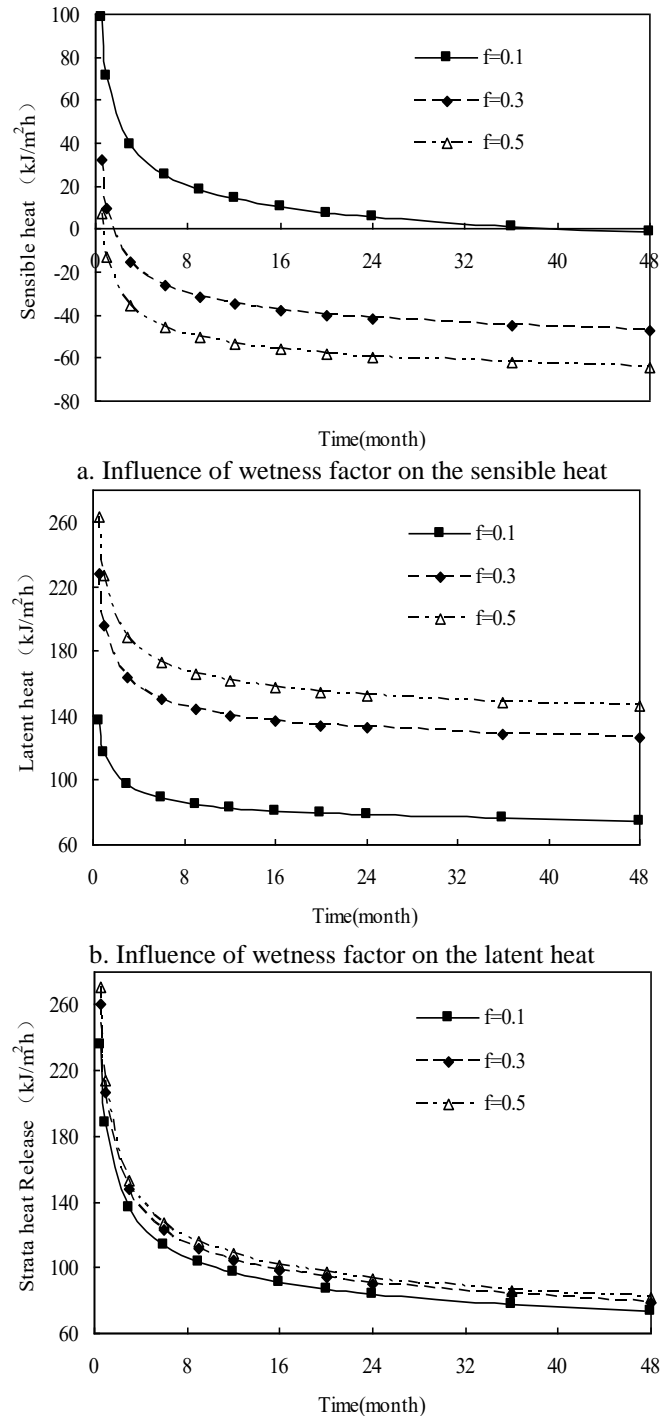 100
80
60
40
20
0
-20
-40
-60
-80
Sensible heat（kJ/m²h）
f=0.1
f=0.3
f=0.5
0 8 16 24 32 40 48
Time(month)
a. Influence of wetness factor on the sensible heat
260
220
180
140
100
60
Latent heat（kJ/m²h）
f=0.1
f=0.3
f=0.5
0 8 16 24 32 40 48
Time(month)
b. Influence of wetness factor on the latent heat
260
220
180
140
100
60
Strata heat Release（kJ/m²h）
f=0.1
f=0.3
f=0.5
0 8 16 24 32 40 48
Time(month)